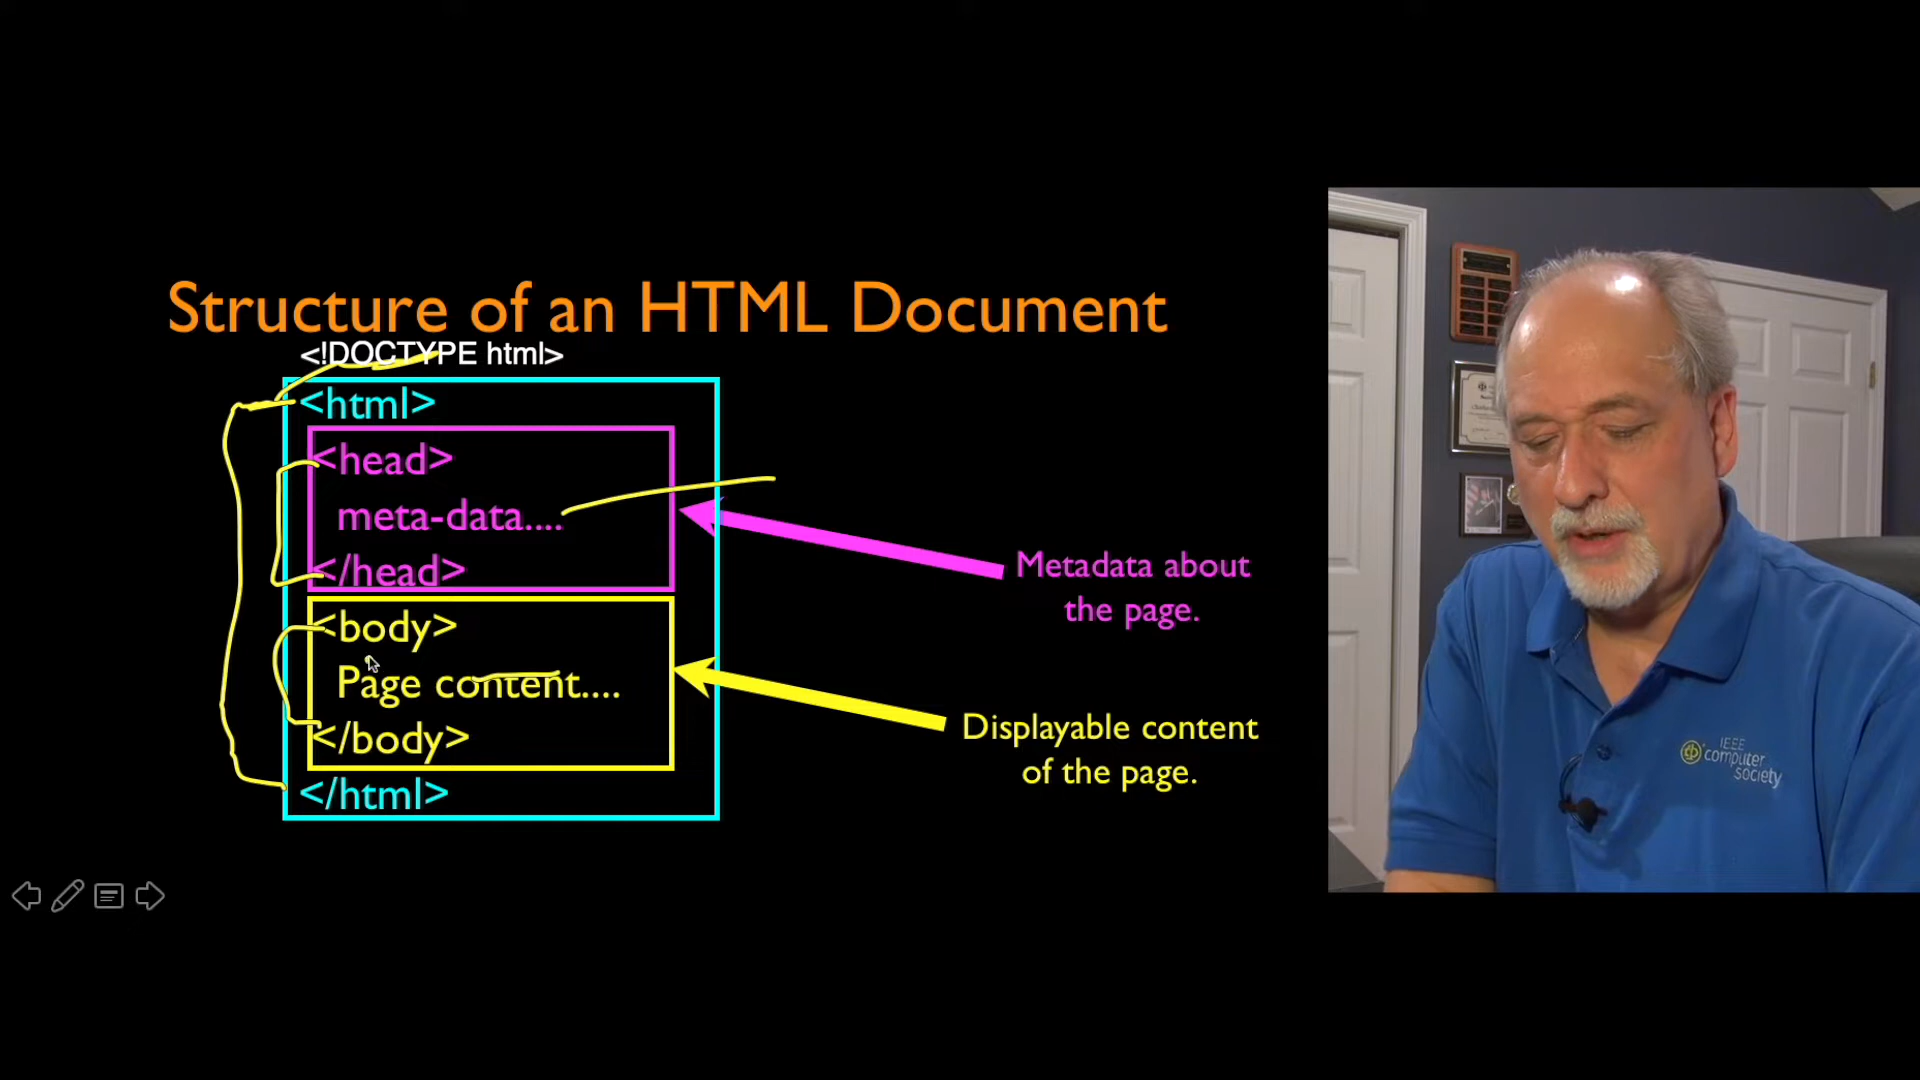 Structure of an HTML Document
<!DOCTYPE html>
<html>
<head>
meta-data....
</head>
Metadata about
the page.
<body>
Page content....
</body>
Displayable content
of the page.
</html>
IEEE
computer
society